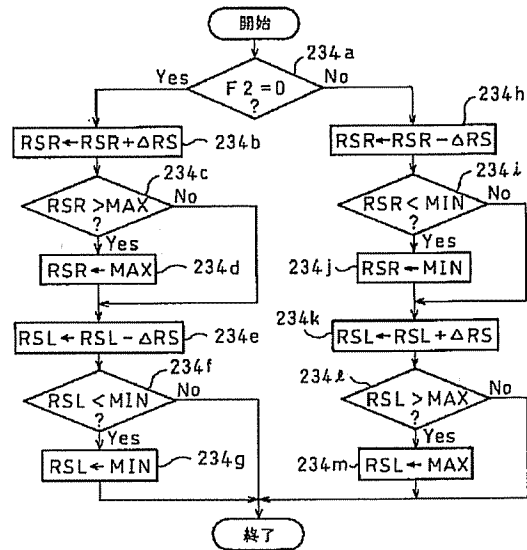 開始
234a
Yes
F2=0
?
No
RSR←RSR+ΔRS
234b
234c
RSR>MAX
?
No
Yes
RSR←MAX
234d
RSL←RSL-ΔRS
234e
234f
RSL<MIN
?
No
Yes
RSL←MIN
234g
234h
RSR←RSR-ΔRS
234i
RSR<MIN
?
No
Yes
234j
RSR←MIN
234k
RSL←RSL+ΔRS
234ℓ
RSL>MAX
?
No
Yes
234m
RSL←MAX
終了